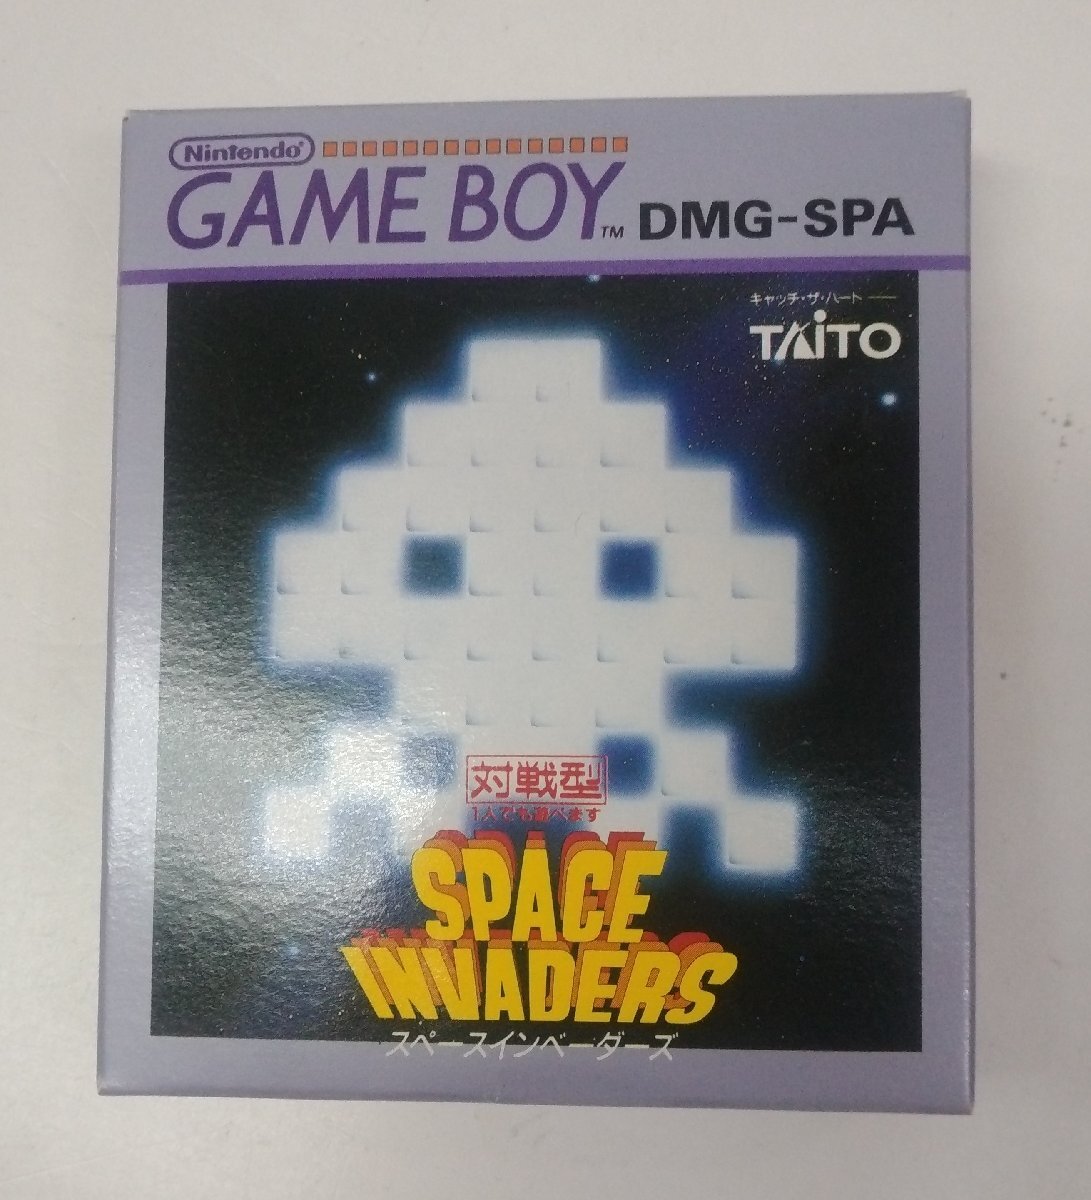 Nintendo®
GAME BOY™ DMG-SPA
キャッチ・ザ・ハート
TAITO
対戦型
1人でも遊べます
SPACE
INVADERS
スペースインベーダーズ